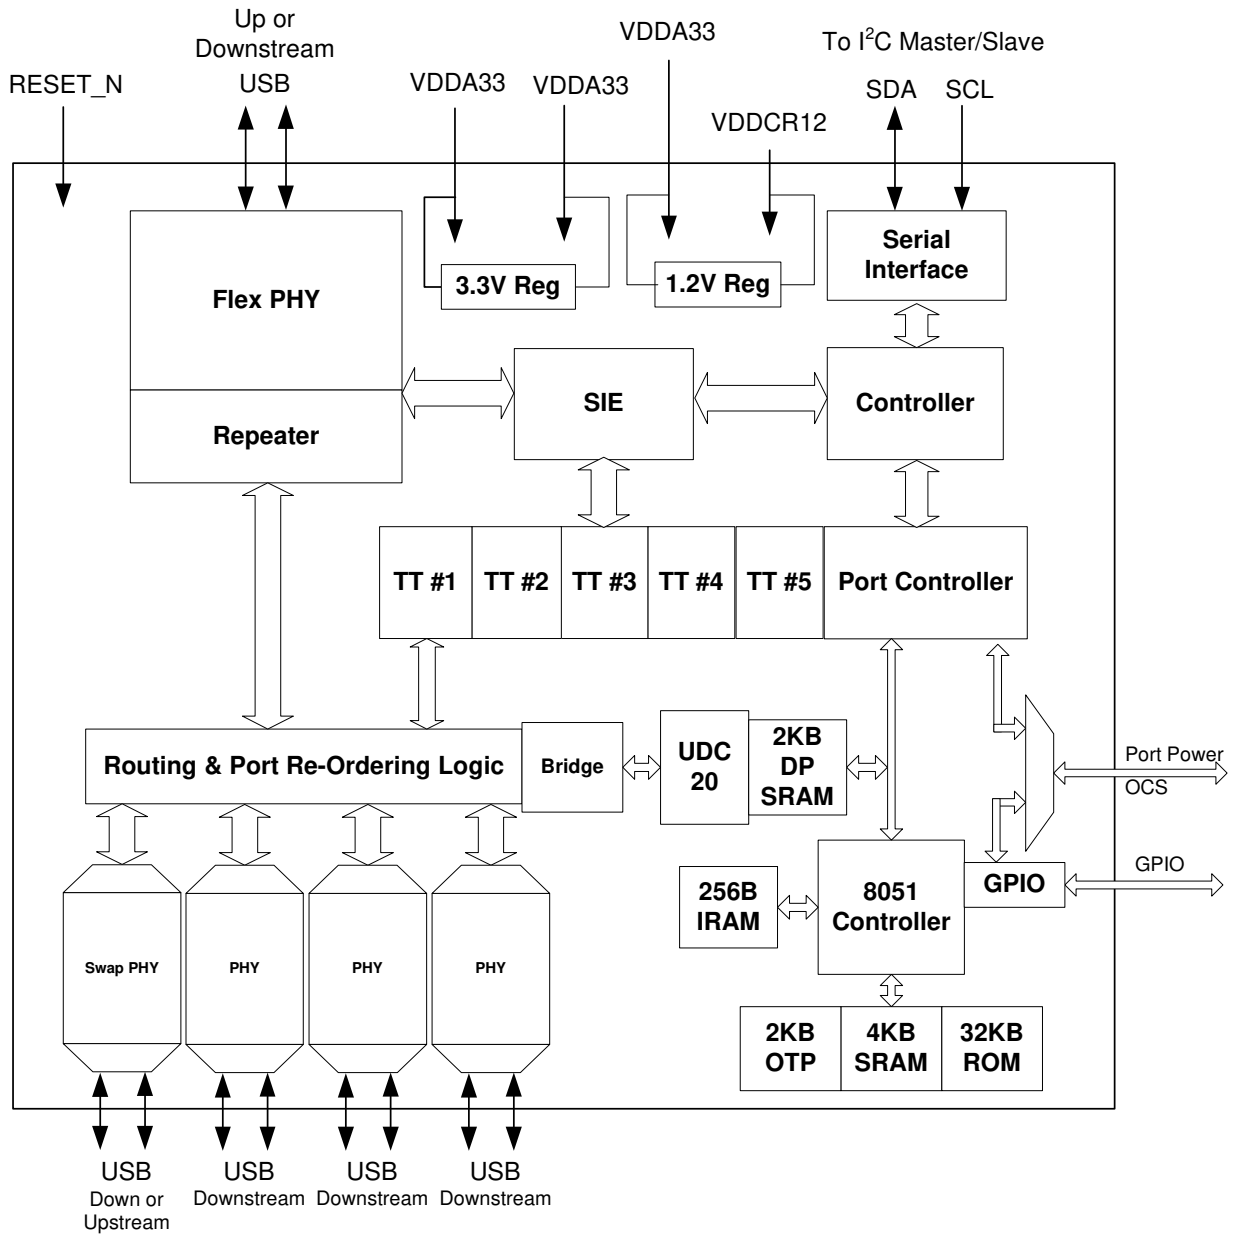 Up or
Downstream
USB
RESET_N
VDDA33
VDDA33
VDDA33
VDDCR12
To I²C Master/Slave
SDA
SCL
Flex PHY
Repeater
3.3V Reg
1.2V Reg
Serial
Interface
SIE
Controller
TT #1
TT #2
TT #3
TT #4
TT #5
Port Controller
Routing & Port Re-Ordering Logic
Bridge
UDC
20
2KB
DP
SRAM
Port Power
OCS
GPIO
256B
IRAM
8051
Controller
GPIO
Swap PHY
PHY
PHY
PHY
2KB
OTP
4KB
SRAM
32KB
ROM
USB
Down or
Upstream
USB
Downstream
USB
Downstream
USB
Downstream